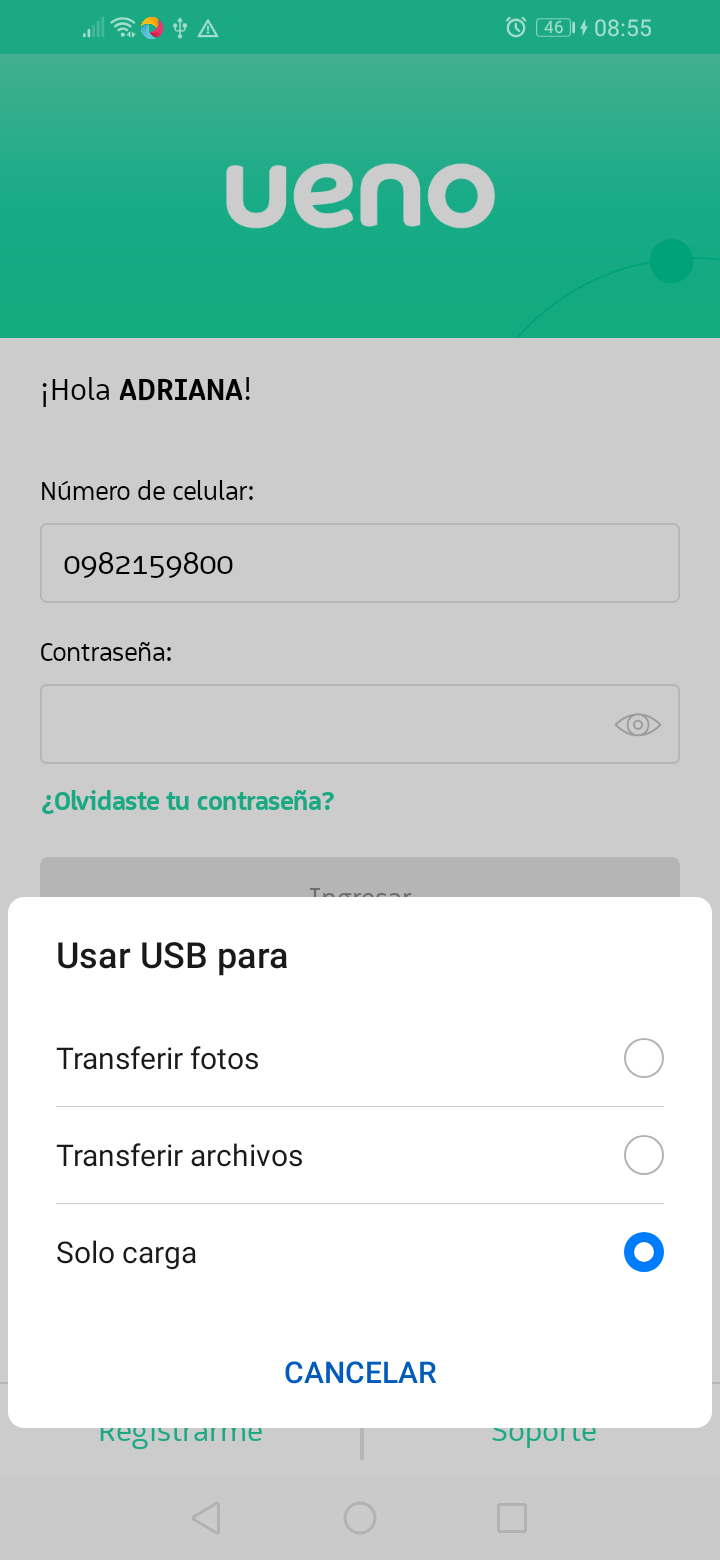 46 08:55
ueno
¡Hola ADRIANA!
Número de celular:
0982159800
Contraseña:
¿Olvidaste tu contraseña?
Ingresar
Usar USB para
Transferir fotos
Transferir archivos
Solo carga
CANCELAR
Registrarme Soporte